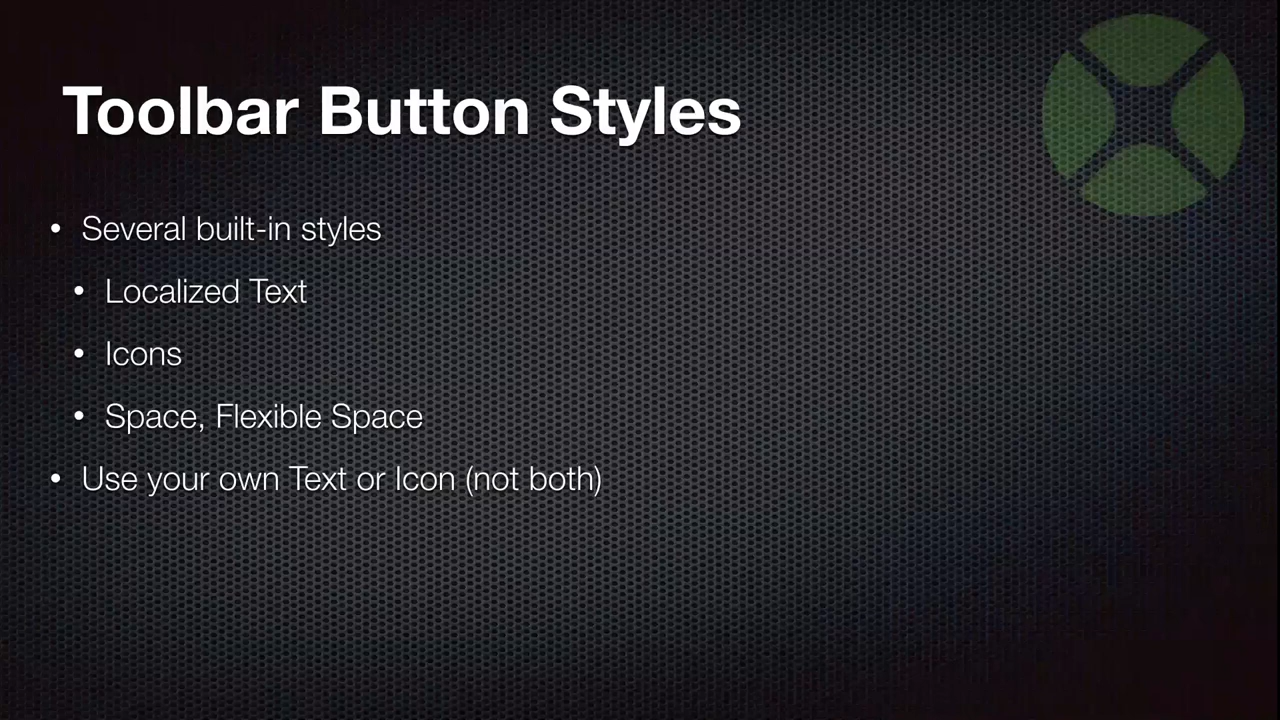 Toolbar Button Styles
• Several built-in styles
• Localized Text
• Icons
• Space, Flexible Space
• Use your own Text or Icon (not both)